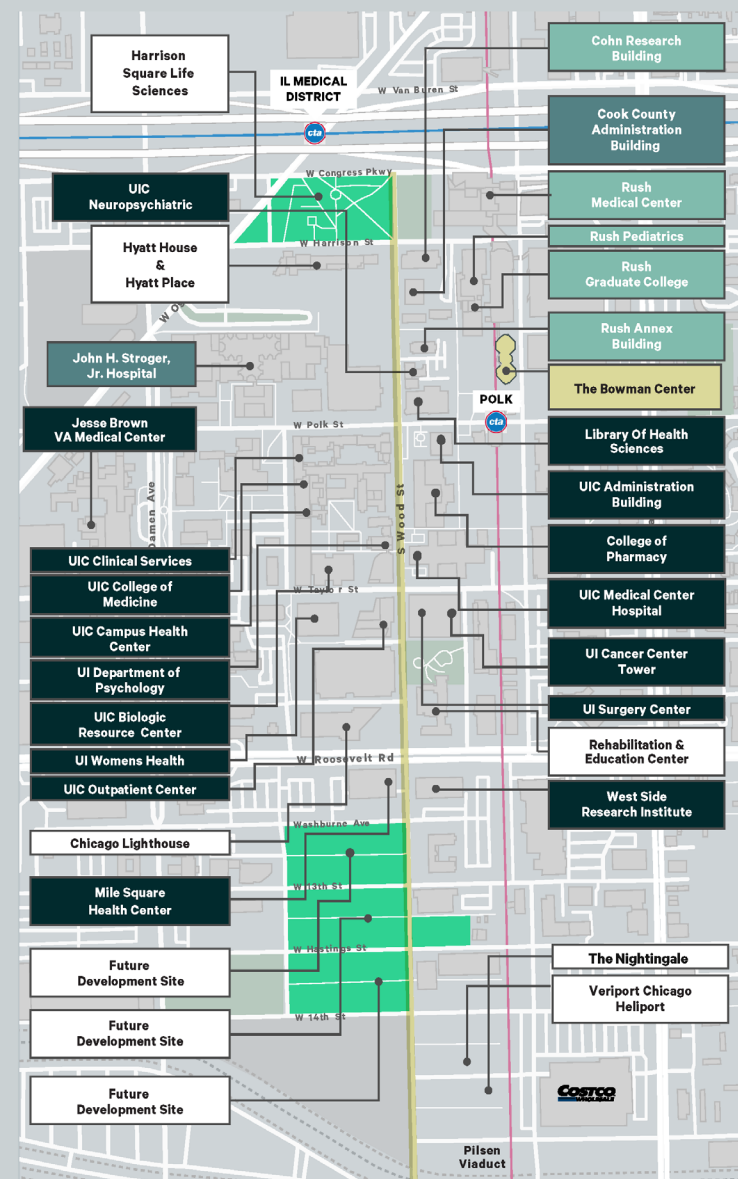 Harrison
Square Life
Sciences
IL MEDICAL
DISTRICT
cta
W Van Buren St
Cohn Research
Building
Cook County
Administration
Building
W Congress Pkwy
UIC
Neuropsychiatric
Rush
Medical Center
Hyatt House
&
Hyatt Place
W Harrison St
Rush Pediatrics
Rush
Graduate College
John H. Stroger,
Jr. Hospital
Rush Annex
Building
The Bowman Center
POLK
cta
Jesse Brown
VA Medical Center
W Polk St
Library Of Health
Sciences
Damen Ave
S Wood St
UIC Administration
Building
College of
Pharmacy
UIC Clinical Services
UIC College of
Medicine
W Taylor St
UIC Medical Center
Hospital
UIC Campus Health
Center
UI Department of
Psychology
UI Cancer Center
Tower
UIC Biologic
Resource Center
UI Surgery Center
UI Womens Health
W Roosevelt Rd
Rehabilitation &
Education Center
UIC Outpatient Center
West Side
Research Institute
Washburne Ave
Chicago Lighthouse
Mile Square
Health Center
W 13th St
W Hastings St
Future
Development Site
The Nightingale
Veriport Chicago
Heliport
W 14th St
Future
Development Site
Future
Development Site
COSTCO
WHOLESALE
Pilsen
Viaduct